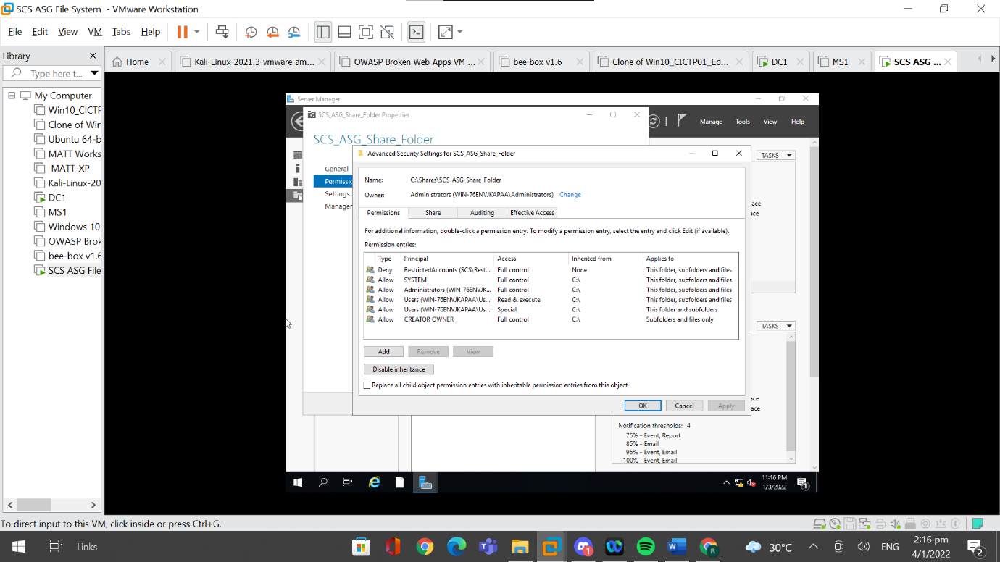 SCS ASG File System - VMware Workstation
File Edit View VM Tabs Help
Library
Type here t...
Home
Kali-Linux-2021.3-vmware-am...
OWASP Broken Web Apps VM ...
bee-box v1.6
Clone of Win10_CICTP01_Ed...
DC1
MS1
SCS ASG ...
My Computer
Win10_CICTF
Clone of Wir
Ubuntu 64-b
MATT Works
MATT-XP
Kali-Linux-20
DC1
MS1
Windows 10
OWASP Brok
bee-box v1.6
SCS ASG File
Server Manager
Manage Tools View Help
SCS_ASG_Share_Folder Properties
SCS_ASG_Share_Folder
General
Permissic
Settings
Manager
TASKS
ace
ce
Advanced Security Settings for SCS_ASG_Share_Folder
Name: C:\Shares\SCS_ASG_Share_Folder
Owner: Administrators (WIN-76ENVJKAPAA\Administrators) Change
Permissions Share Auditing Effective Access
For additional information, double-click a permission entry. To modify a permission entry, select the entry and click Edit (if available).
Permission entries:
Type Principal Access Inherited from Applies to
Deny RestrictedAccounts (SCS\Rest... Full control None This folder, subfolders and files
Allow SYSTEM Full control C:\ This folder, subfolders and files
Allow Administrators (WIN-76ENVJK... Full control C:\ This folder, subfolders and files
Allow Users (WIN-76ENVJKAPAA\Us... Read & execute C:\ This folder, subfolders and files
Allow Users (WIN-76ENVJKAPAA\Us... Special C:\ This folder and subfolders
Allow CREATOR OWNER Full control C:\ Subfolders and files only
Add Remove View
Disable inheritance
Replace all child object permission entries with inheritable permission entries from this object
OK Cancel Apply
TASKS
ce
ace
Notification thresholds: 4
75% - Event, Report
85% - Email
95% - Event, Email
100% - Event, Email
11:16 PM
1/3/2022
1
To direct input to this VM, click inside or press Ctrl+G.
Links
1
30°C
ENG
2:16 pm
4/1/2022
2